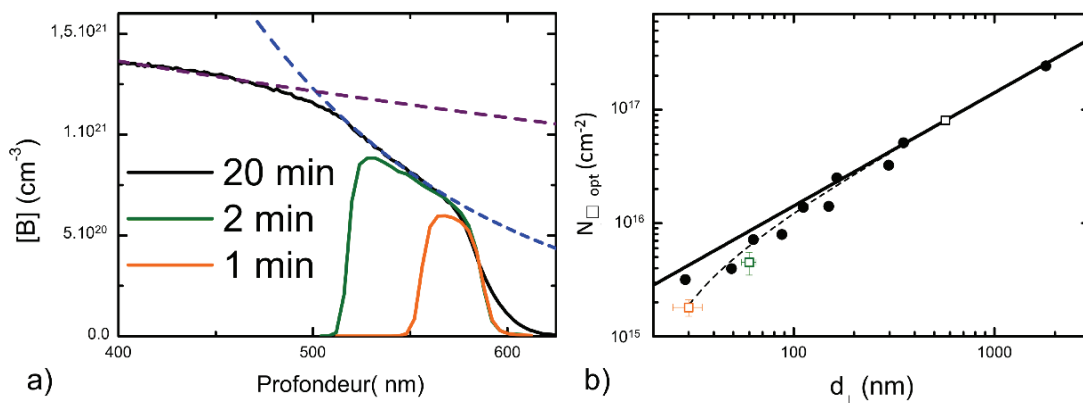 1,5.10²¹
1.10²¹
5.10²⁰
0.0
[B] (cm⁻³)
20 min
2 min
1 min
400
500
600
a)
Profondeur( nm)
10¹⁷
10¹⁶
10¹⁵
N□ opt (cm⁻²)
100
1000
b)
d⊥ (nm)